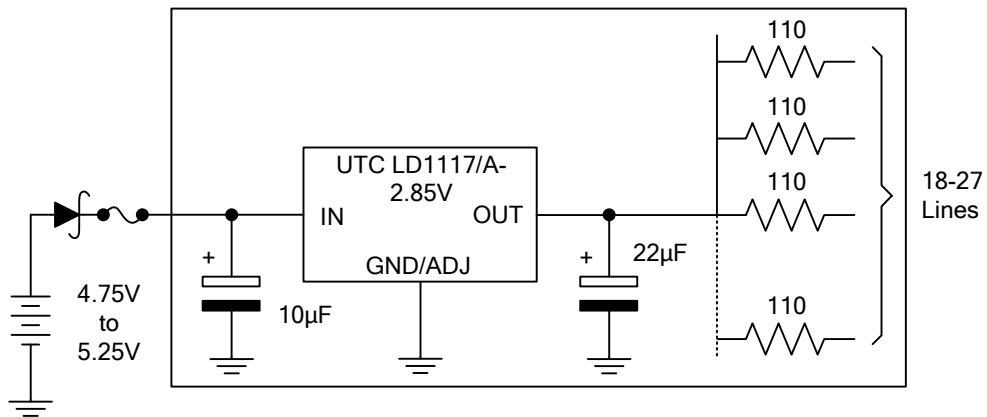 110
110
UTC LD1117/A-
2.85V
110
18-27
Lines
IN
OUT
+
+
22µF
GND/ADJ
4.75V
to
5.25V
10µF
110